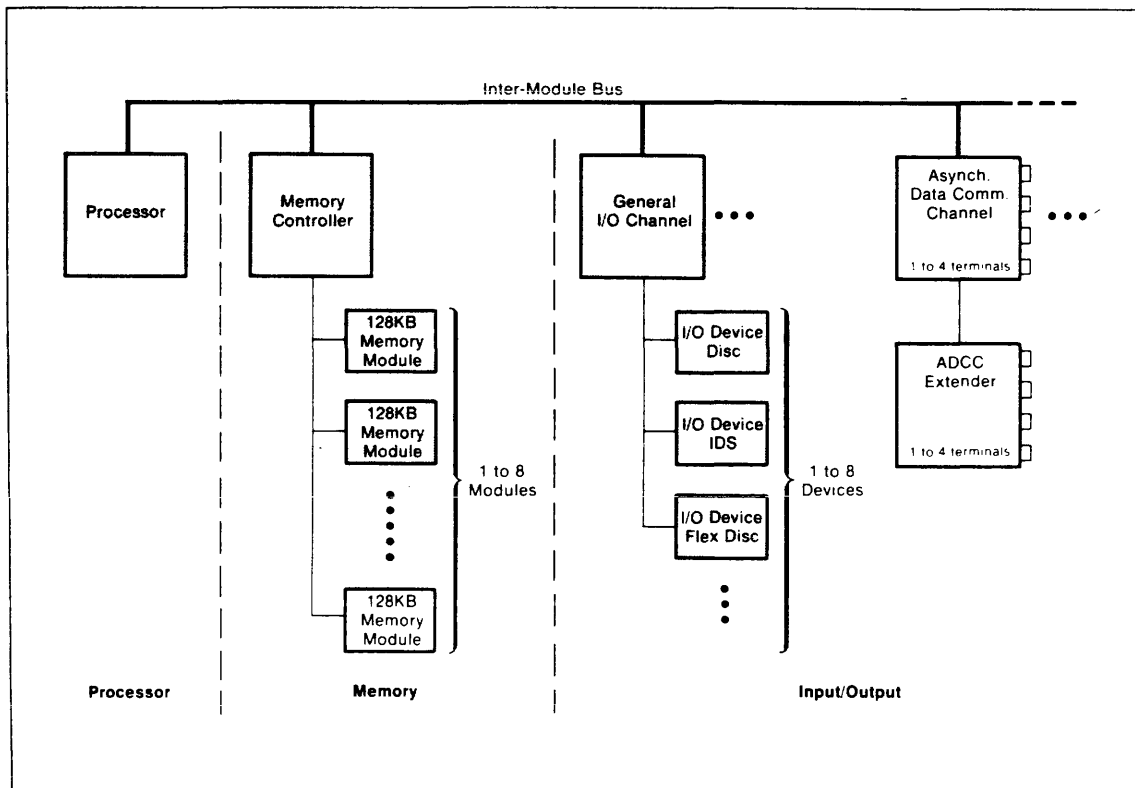 Inter-Module Bus
Processor
Memory
Controller
General
I/O Channel
Asynch.
Data Comm.
Channel
1 to 4 terminals
128KB
Memory
Module
128KB
Memory
Module
128KB
Memory
Module
1 to 8
Modules
I/O Device
Disc
I/O Device
IDS
I/O Device
Flex Disc
1 to 8
Devices
ADCC
Extender
1 to 4 terminals
Processor
Memory
Input/Output